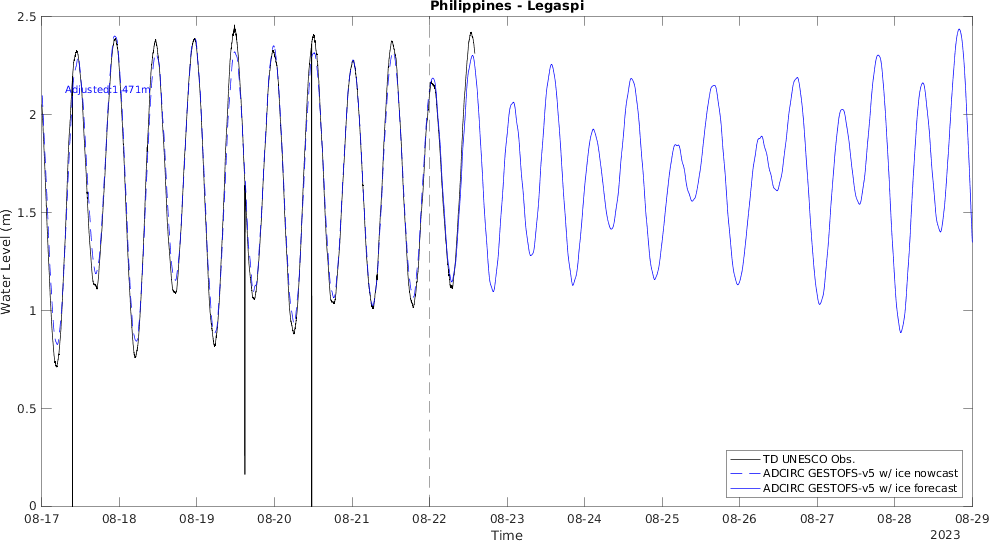 Philippines - Legaspi
2.5
2
1.5
1
0.5
0
Water Level (m)
Adjusted:1.471m
TD UNESCO Obs.
ADCIRC GESTOFS-v5 w/ ice nowcast
ADCIRC GESTOFS-v5 w/ ice forecast
08-17 08-18 08-19 08-20 08-21 08-22 08-23 08-24 08-25 08-26 08-27 08-28 08-29
Time
2023